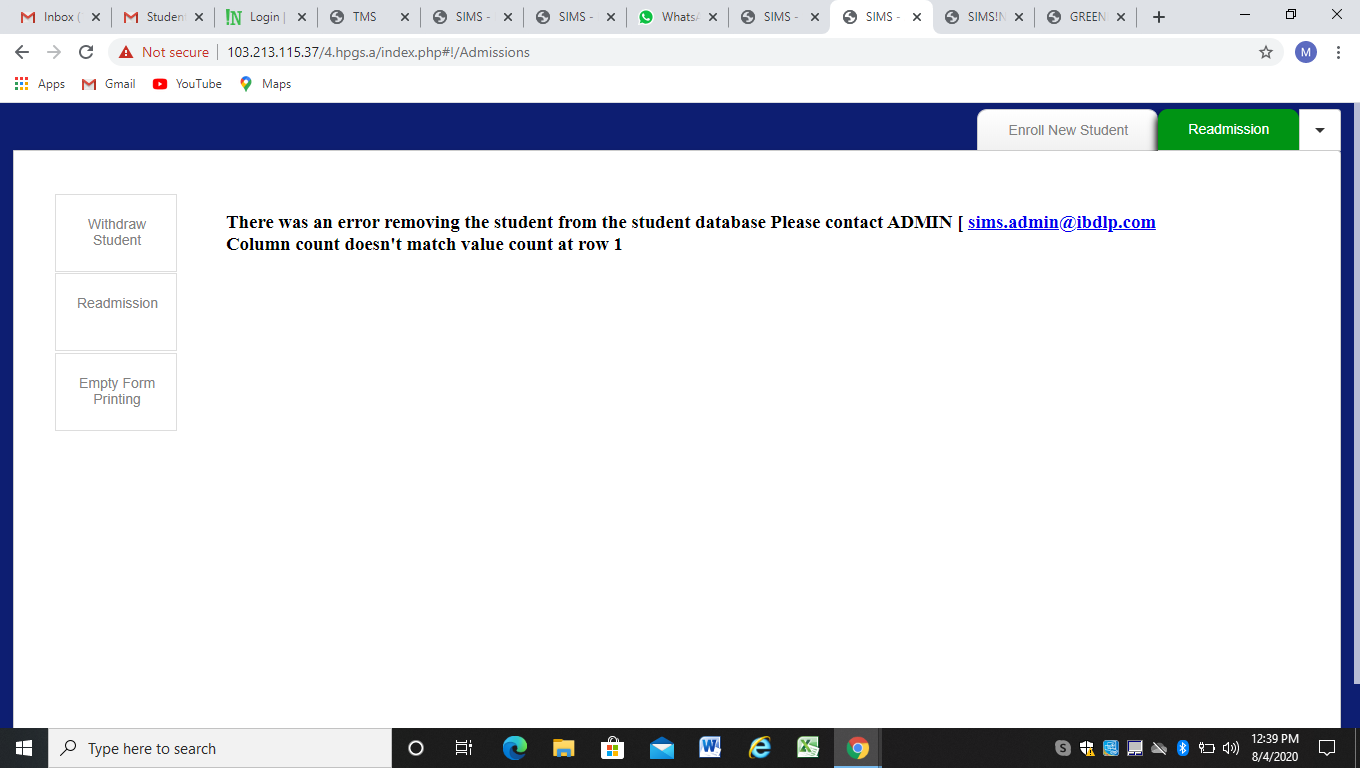 Inbox (
Studen
Login |
TMS
SIMS -
SIMS -
Whats
SIMS -
SIMS -
SIMS!N
GREEN
Not secure
103.213.115.37/4.hpgs.a/index.php#!/Admissions
M
Apps
Gmail
YouTube
Maps
Enroll New Student
Readmission
Withdraw
Student
Readmission
Empty Form
Printing
There was an error removing the student from the student database Please contact ADMIN [ sims.admin@ibdlp.com
Column count doesn't match value count at row 1
Type here to search
12:39 PM
8/4/2020